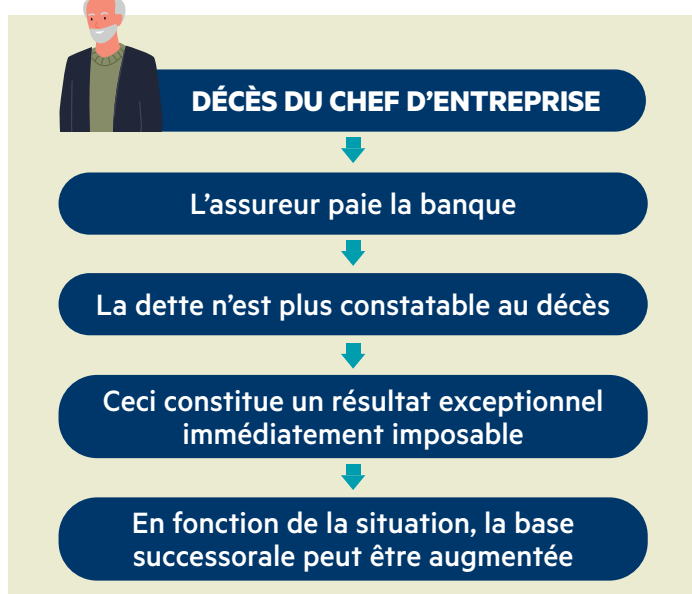 DÉCÈS DU CHEF D'ENTREPRISE
L'assureur paie la banque
La dette n'est plus constatable au décès
Ceci constitue un résultat exceptionnel
immédiatement imposable
En fonction de la situation, la base
successorale peut être augmentée